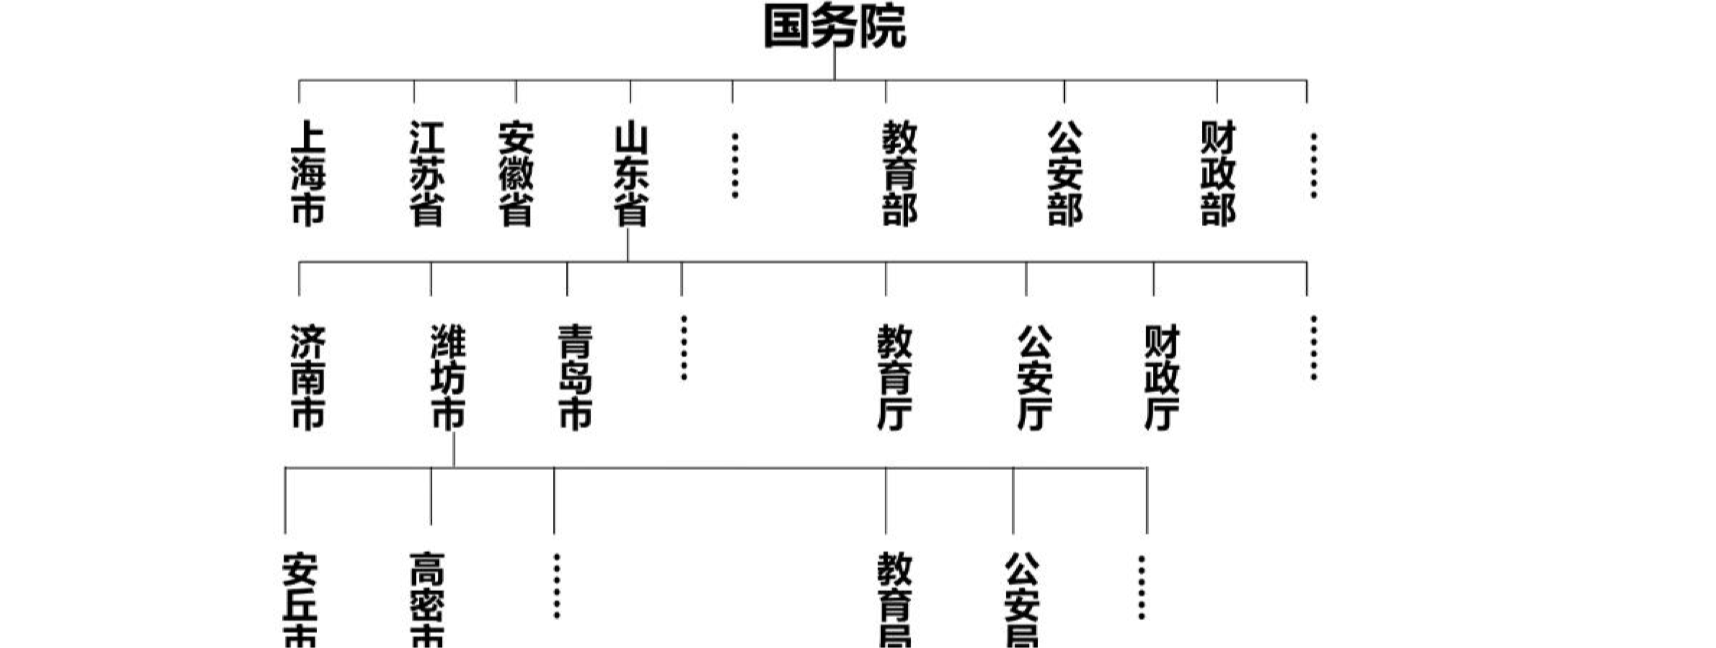 国务院
上海市
江苏省
安徽省
山东省
……
教育部
公安部
财政部
……
济南市
潍坊市
青岛市
……
教育厅
公安厅
财政厅
……
安丘市
高密市
……
教育局
公安局
……